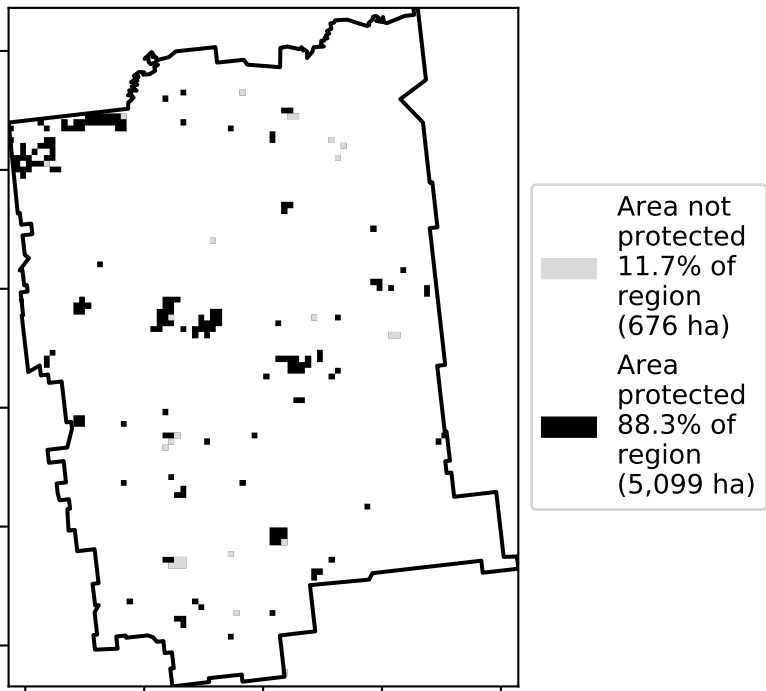 Area not
protected
11.7% of
region
(676 ha)
Area
protected
88.3% of
region
(5,099 ha)